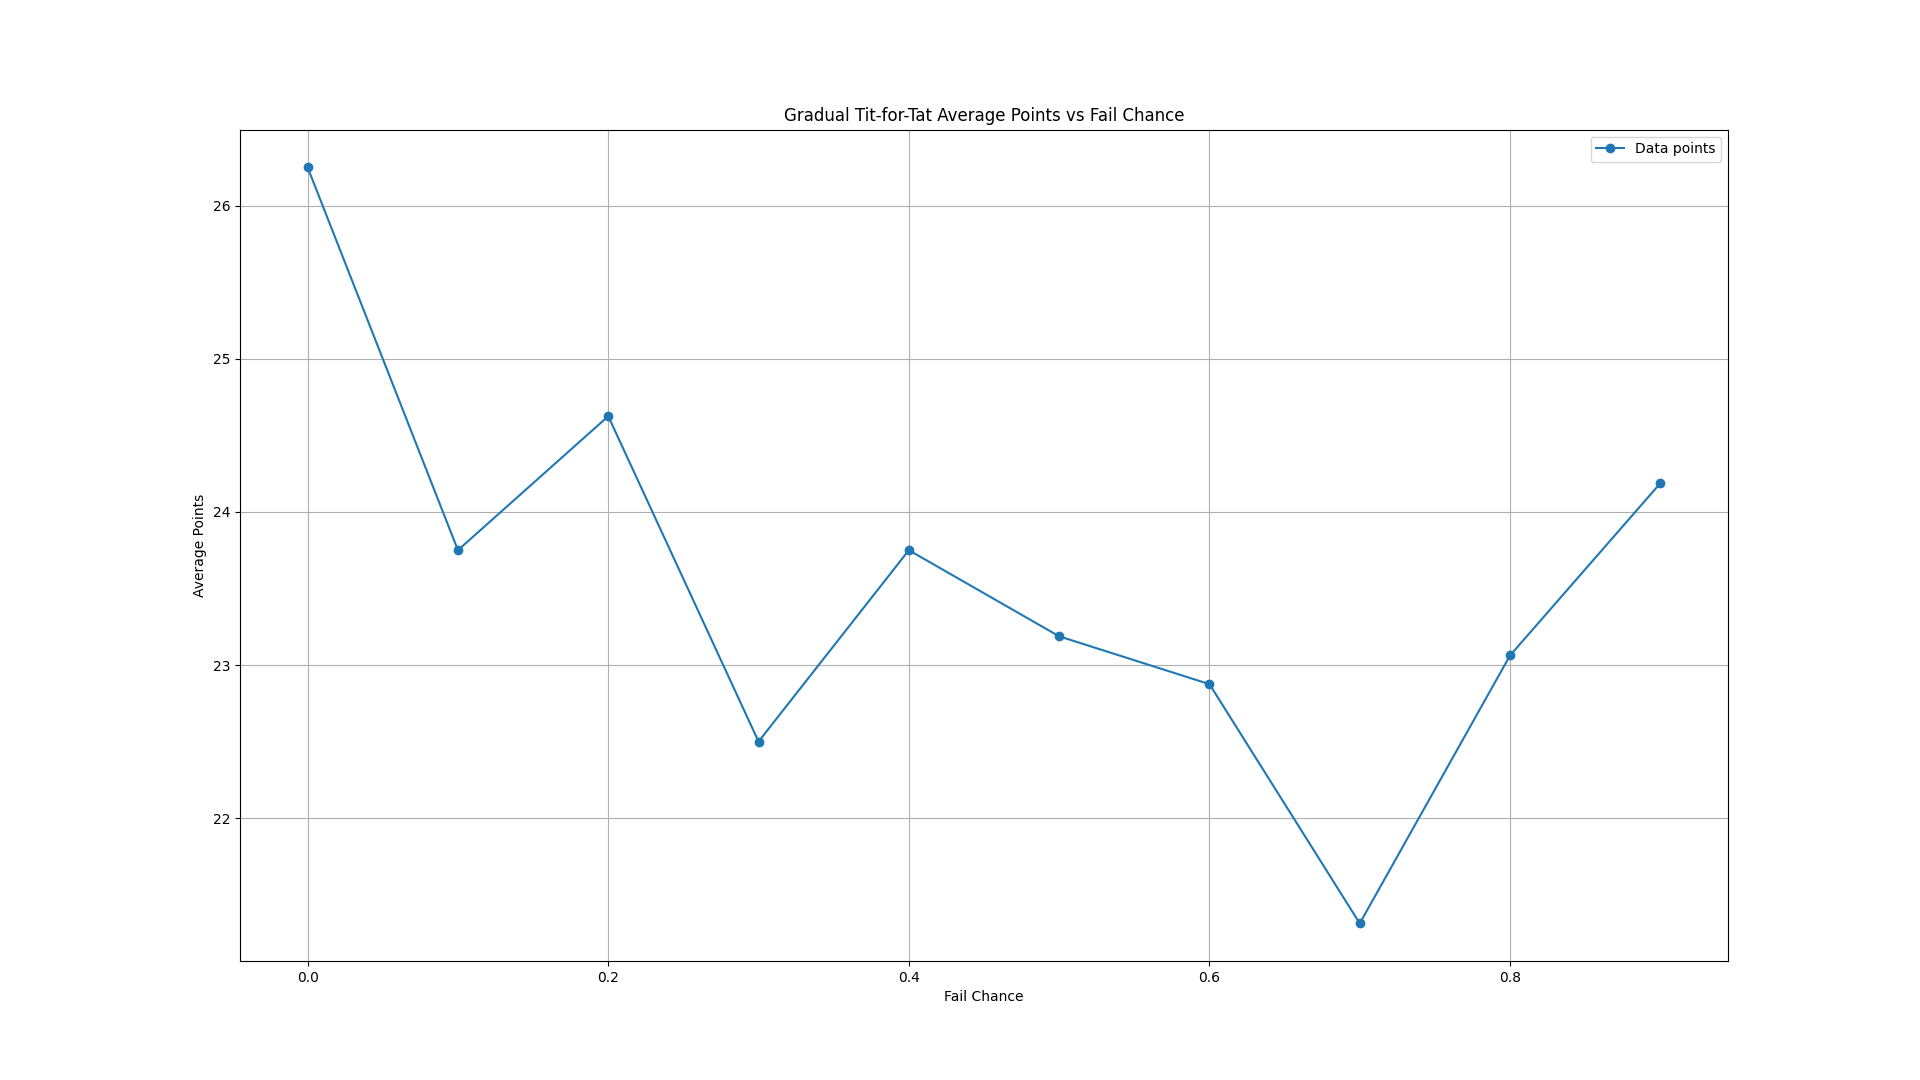 Gradual Tit-for-Tat Average Points vs Fail Chance
Data points
26
25
24
23
22
Average Points
0.0 0.2 0.4 0.6 0.8
Fail Chance